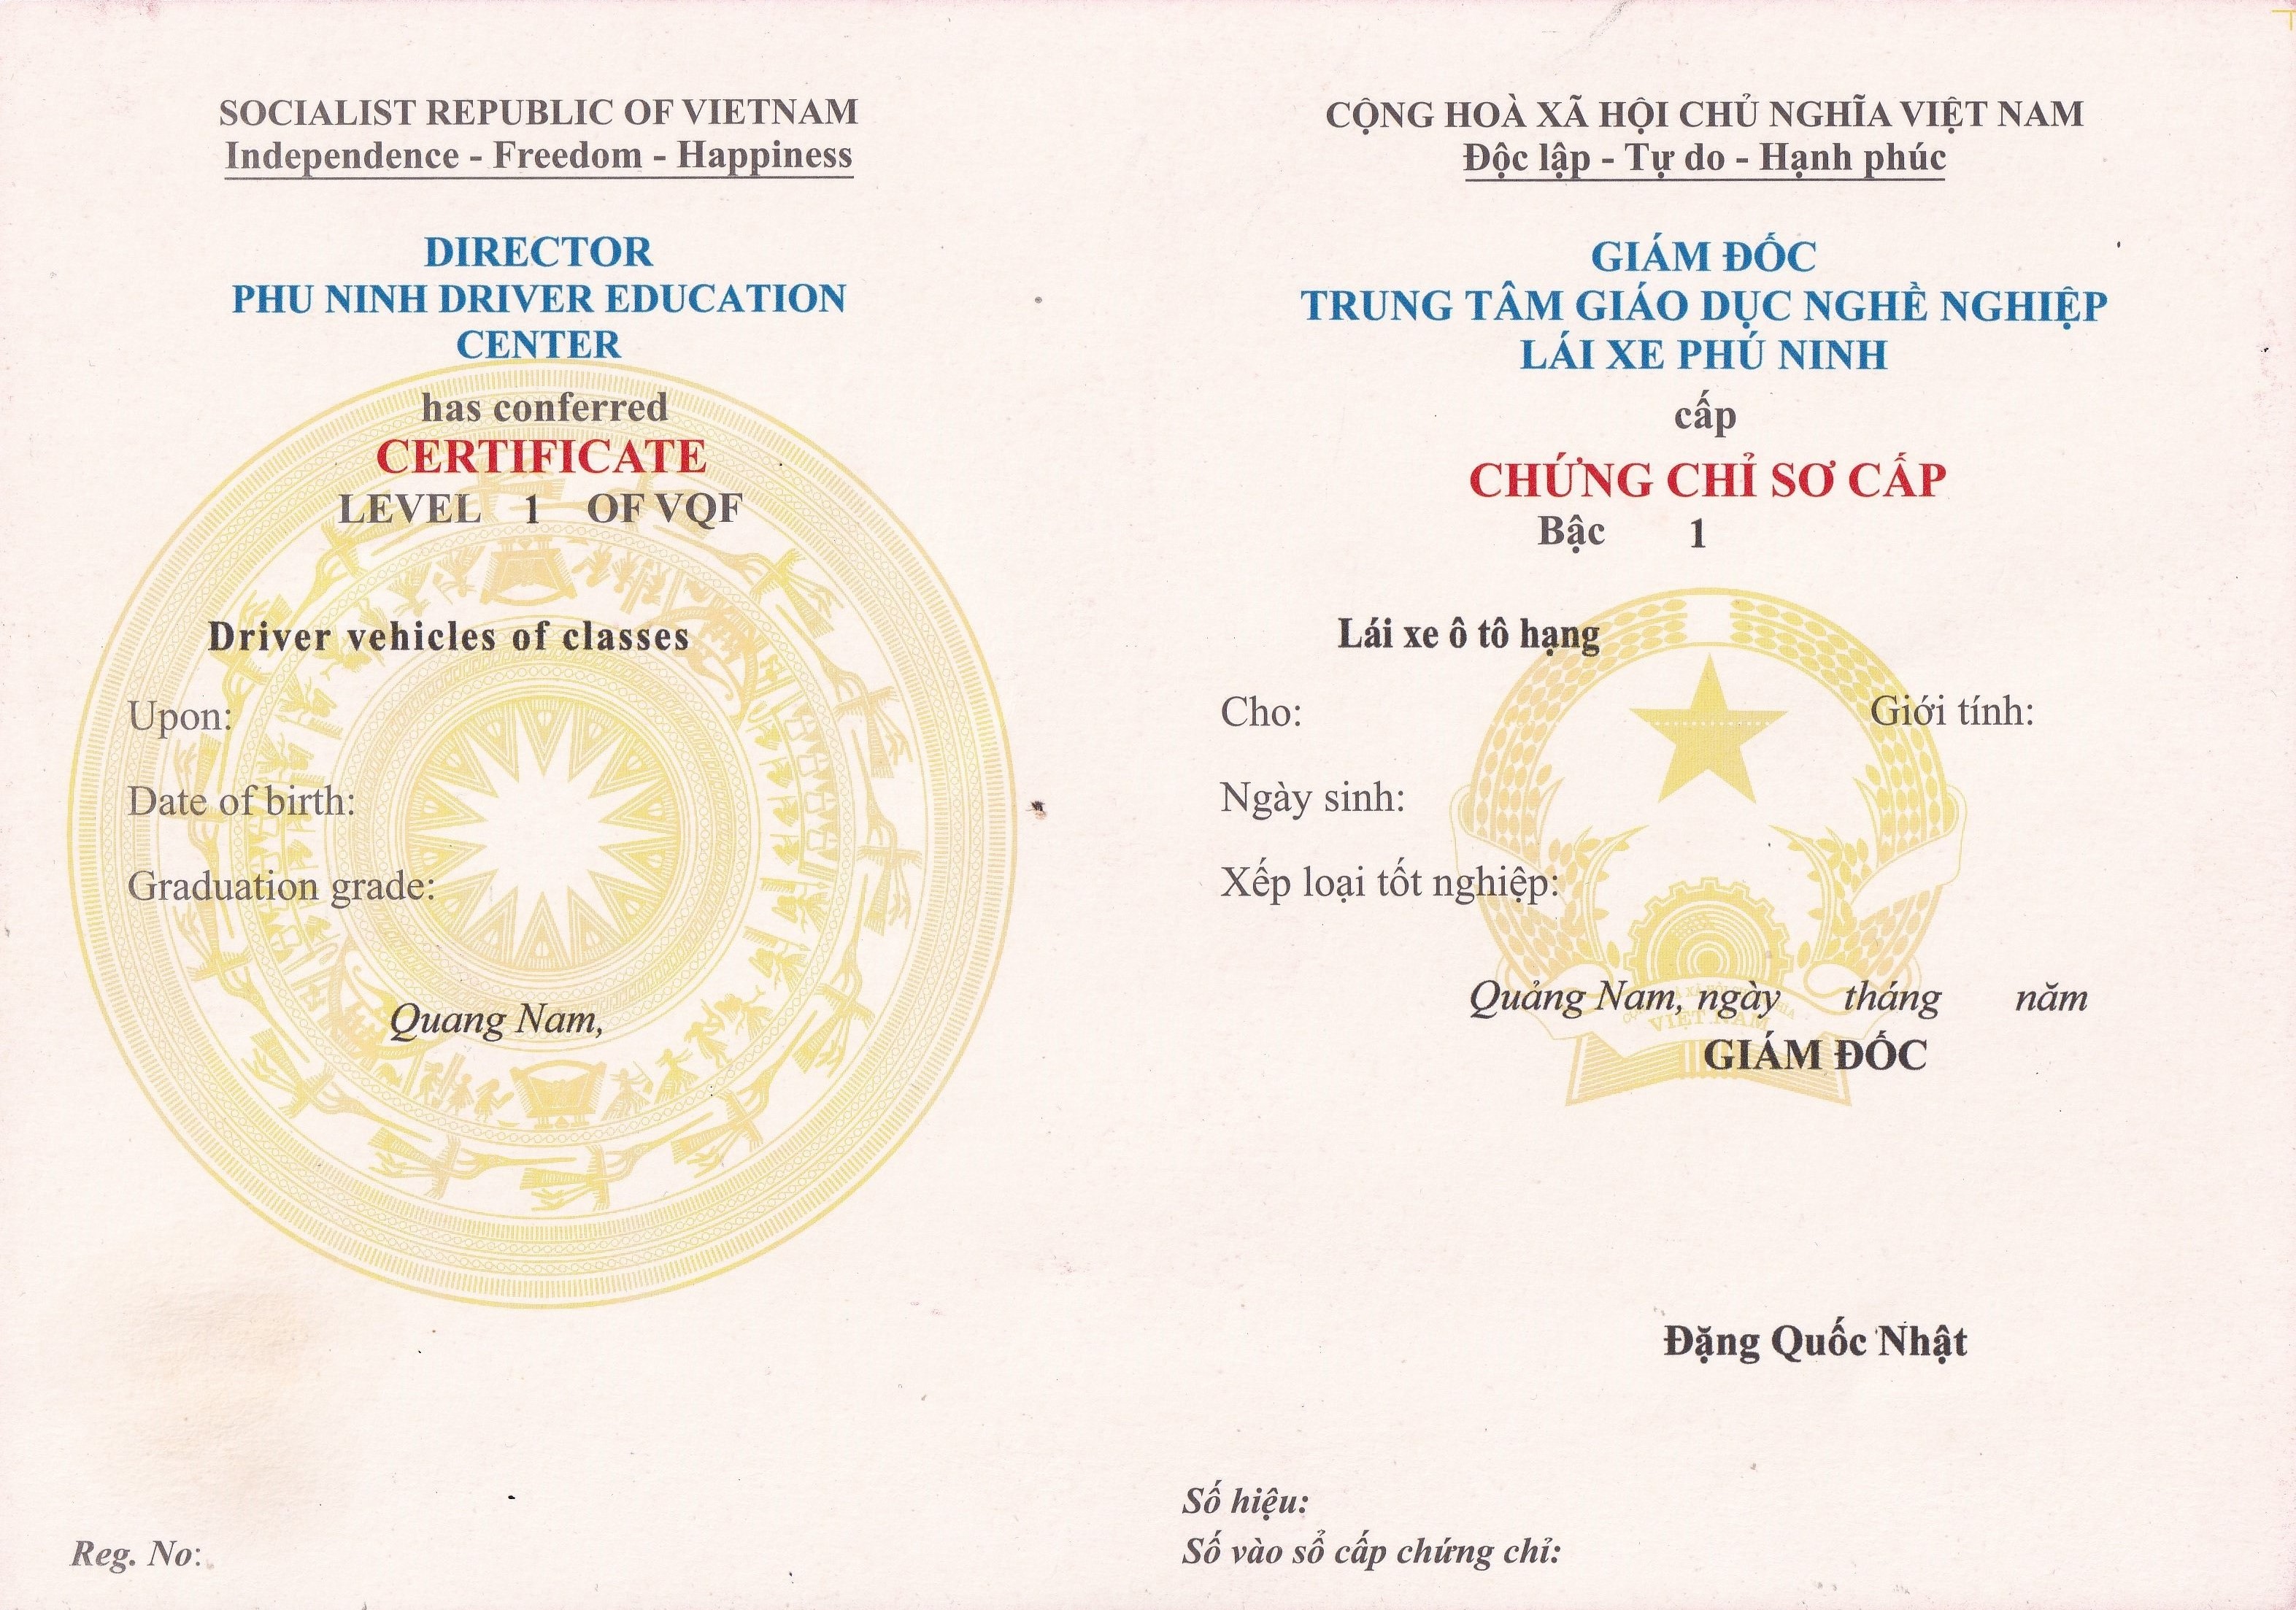 SOCIALIST REPUBLIC OF VIETNAM
Independence - Freedom - Happiness
DIRECTOR
PHU NINH DRIVER EDUCATION
CENTER
has conferred
CERTIFICATE
LEVEL 1 OF VQF
Driver vehicles of classes
Upon:
Date of birth:
Graduation grade:
Quang Nam,
Reg. No:
CỘNG HOÀ XÃ HỘI CHỦ NGHĨA VIỆT NAM
Độc lập - Tự do - Hạnh phúc
GIÁM ĐỐC
TRUNG TÂM GIÁO DỤC NGHỀ NGHIỆP
LÁI XE PHÚ NINH
cấp
CHỨNG CHỈ SƠ CẤP
Bậc 1
Lái xe ô tô hạng
Cho: Giới tính:
Ngày sinh:
Xếp loại tốt nghiệp:
Quảng Nam, ngày tháng năm
VIỆT NAM
GIÁM ĐỐC
Đặng Quốc Nhật
Số hiệu:
Số vào sổ cấp chứng chỉ: